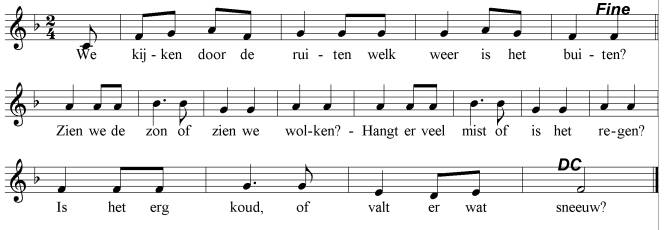 Fine
2
4
We kij - ken door de rui - ten welk weer is het bui - ten?
Zien we de zon of zien we wol-ken? - Hangt er veel mist of is het re-gen?
DC
Is het erg koud, of valt er wat sneeuw?